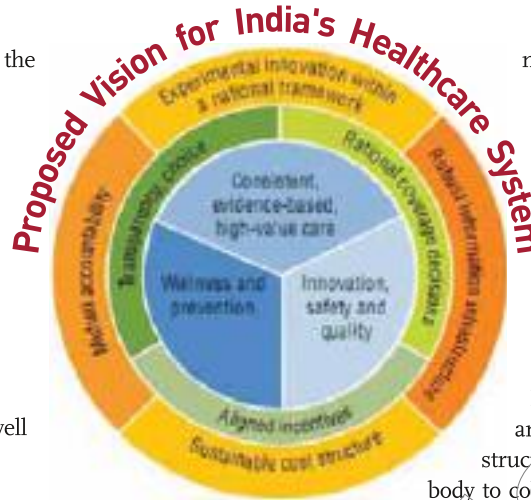 Proposed Vision for India's Healthcare System
the
Experimental innovation within
a national framework
Transparency, choice
Rational coverage decisions
Mutual accountability
Robust information infrastructure
Consistent,
evidence-based,
high-value care
Wellness and
prevention
Innovation,
safety and
quality
Aligned incentives
Sustainable cost structure
well
struc
body to co